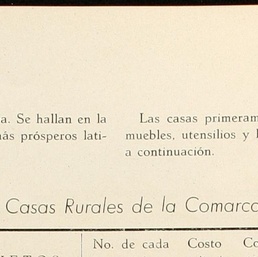 a. Se hallan en la
más prósperos lati-
Las casas primeram
muebles, utensilios y
a continuación.
Casas Rurales de la Comarca
No. de cada Costo Co